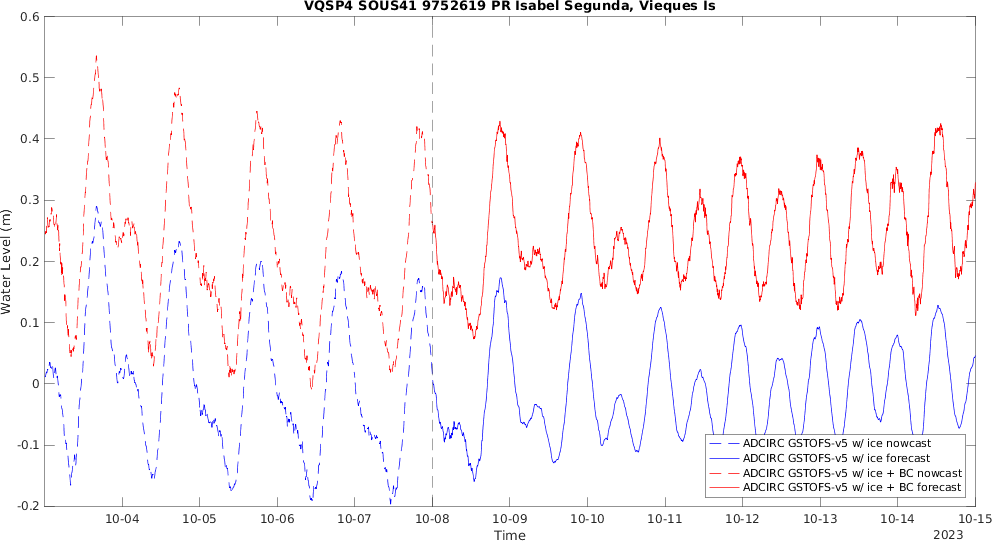 VQSP4 SOUS41 9752619 PR Isabel Segunda, Vieques Is
0.6
0.5
0.4
0.3
0.2
0.1
0
-0.1
-0.2
Water Level (m)
ADCIRC GSTOFS-v5 w/ ice nowcast
ADCIRC GSTOFS-v5 w/ ice forecast
ADCIRC GSTOFS-v5 w/ ice + BC nowcast
ADCIRC GSTOFS-v5 w/ ice + BC forecast
10-04 10-05 10-06 10-07 10-08 10-09 10-10 10-11 10-12 10-13 10-14 10-15
Time
2023